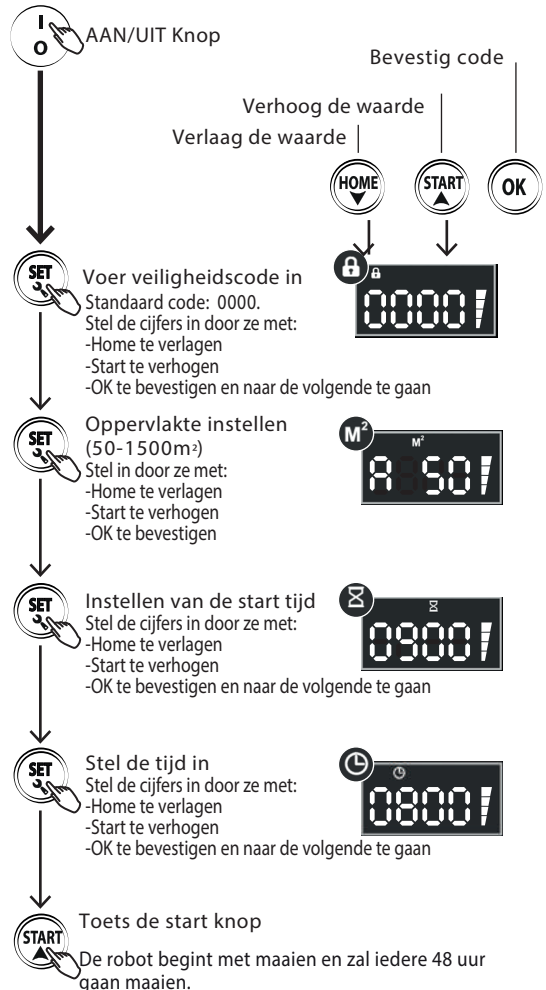 I
O
AAN/UIT Knop
Bevestig code
Verhoog de waarde
Verlaag de waarde
HOME
START
OK
SET
Voer veiligheidscode in
Standaard code: 0000.
Stel de cijfers in door ze met:
-Home te verlagen
-Start te verhogen
-OK te bevestigen en naar de volgende te gaan
0000
SET
Oppervlakte instellen
(50-1500m²)
Stel in door ze met:
-Home te verlagen
-Start te verhogen
-OK te bevestigen
M²
M²
A 50
SET
Instellen van de start tijd
Stel de cijfers in door ze met:
-Home te verlagen
-Start te verhogen
-OK te bevestigen en naar de volgende te gaan
0900
SET
Stel de tijd in
Stel de cijfers in door ze met:
-Home te verlagen
-Start te verhogen
-OK te bevestigen en naar de volgende te gaan
0800
START
Toets de start knop
De robot begint met maaien en zal iedere 48 uur
gaan maaien.